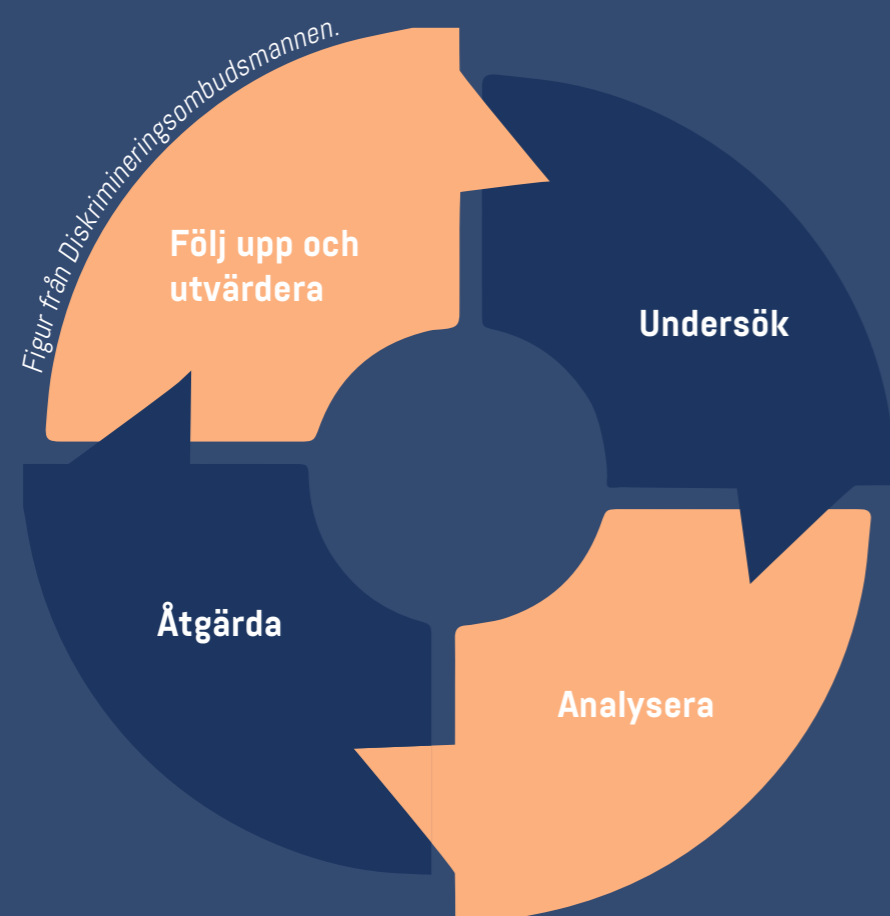 Figur från Diskrimineringsombudsmannen.
Följ upp och
utvärdera
Undersök
Åtgärda
Analysera